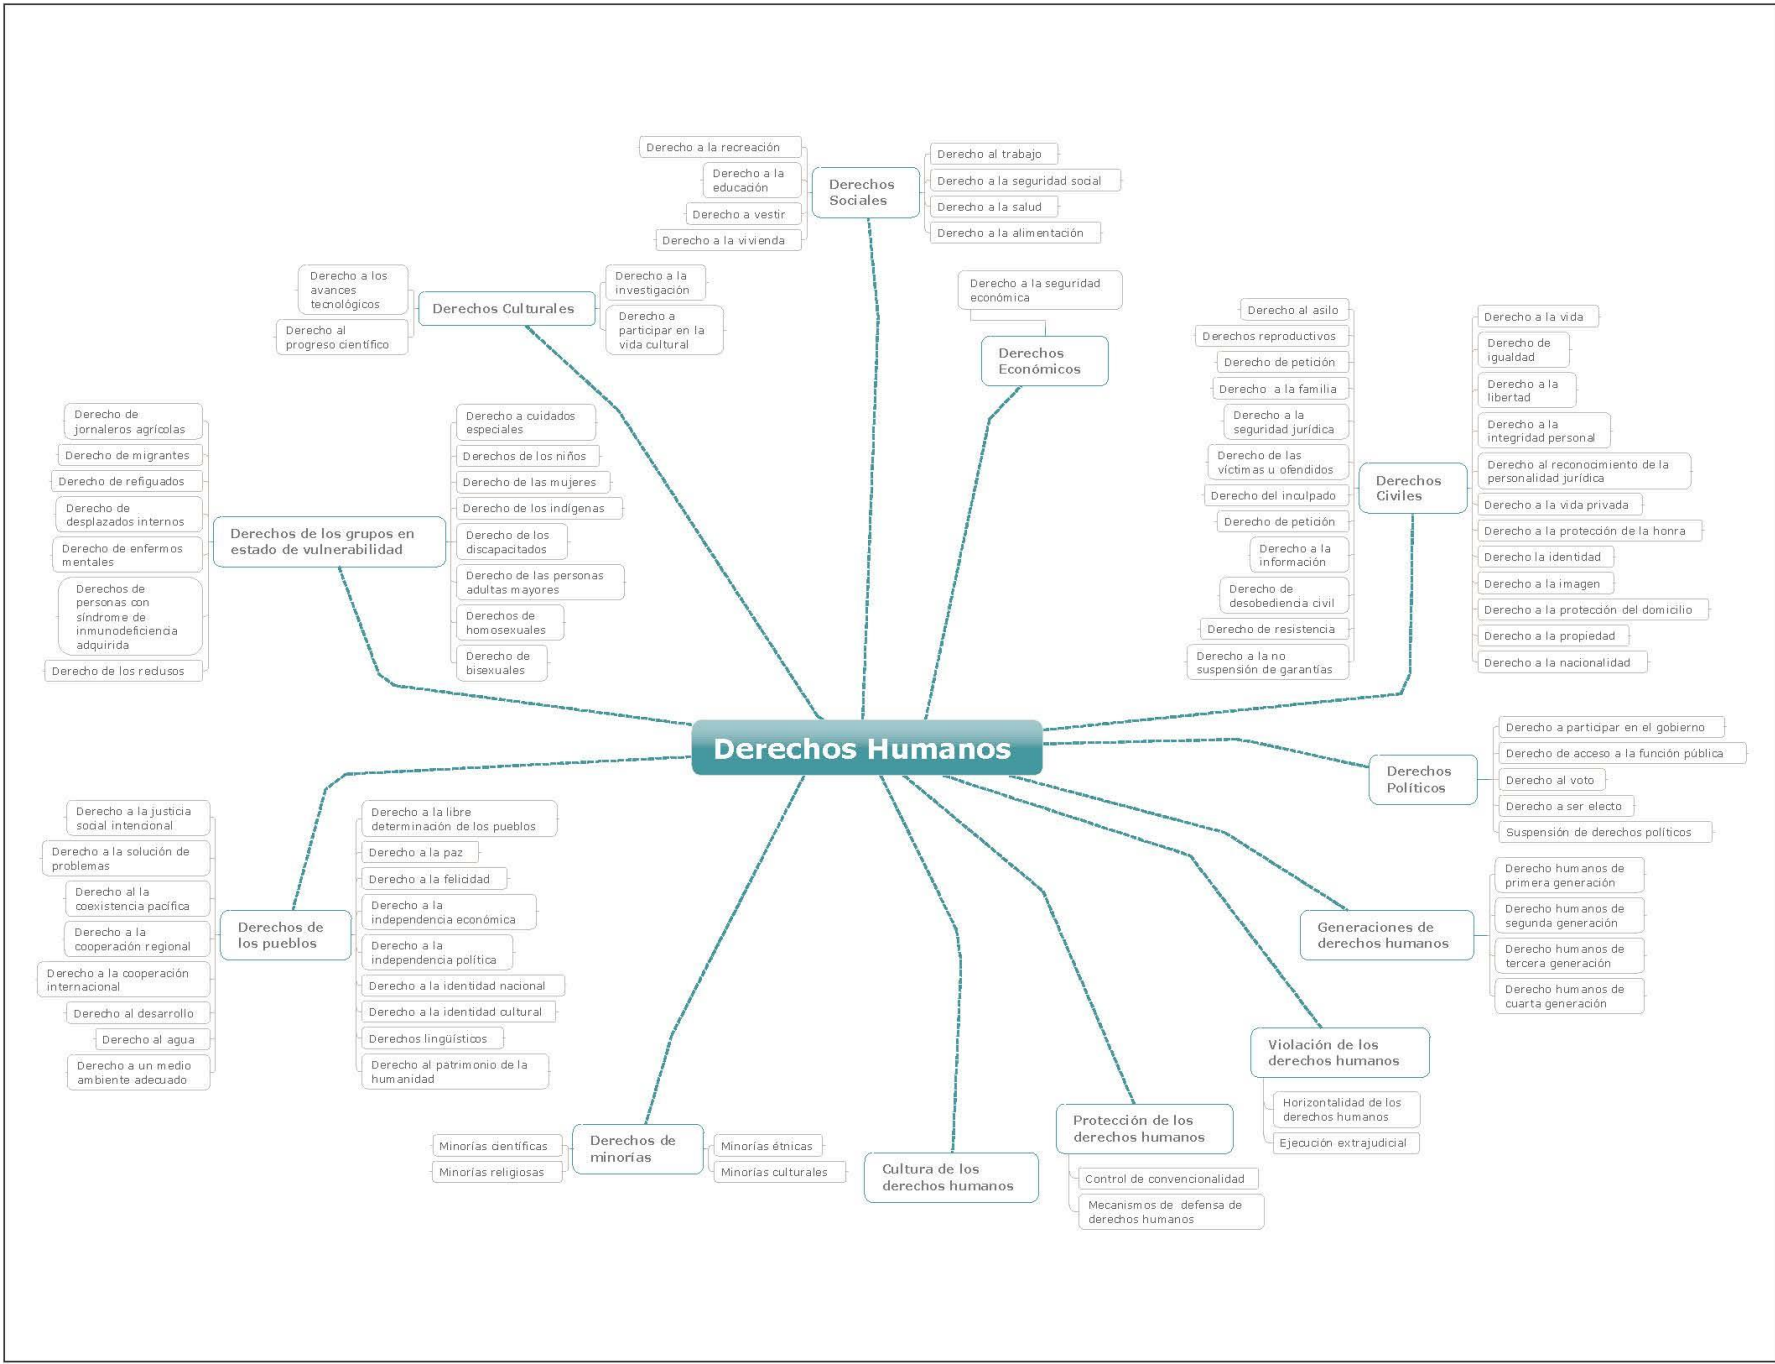 Derecho a la recreación
Derecho a la
educación
Derecho a vestir
Derecho a la vivienda
Derechos
Sociales
Derecho al trabajo
Derecho a la seguridad social
Derecho a la salud
Derecho a la alimentación
Derecho a los
avances
tecnológicos
Derecho al
progreso científico
Derechos Culturales
Derecho a la
investigación
Derecho a
participar en la
vida cultural
Derecho a la seguridad
económica
Derechos
Económicos
Derecho al asilo
Derechos reproductivos
Derecho de petición
Derecho a la familia
Derecho a la
seguridad jurídica
Derecho de las
víctimas u ofendidos
Derecho del inculpado
Derecho de petición
Derecho a la
información
Derecho de
desobediencia civil
Derecho de resistencia
Derecho a la no
suspensión de garantías
Derechos
Civiles
Derecho a la vida
Derecho de
igualdad
Derecho a la
libertad
Derecho a la
integridad personal
Derecho al reconocimiento de la
personalidad jurídica
Derecho a la vida privada
Derecho a la protección de la honra
Derecho la identidad
Derecho a la imagen
Derecho a la protección del domicilio
Derecho a la propiedad
Derecho a la nacionalidad
Derecho de
jornaleros agrícolas
Derecho de migrantes
Derecho de refiguados
Derecho de
desplazados internos
Derecho de enfermos
mentales
Derechos de
personas con
síndrome de
inmunodeficiencia
adquirida
Derecho de los reclusos
Derechos de los grupos en
estado de vulnerabilidad
Derecho a cuidados
especiales
Derechos de los niños
Derecho de las mujeres
Derecho de los indígenas
Derecho de los
discapacitados
Derecho de las personas
adultas mayores
Derechos de
homosexuales
Derecho de
bisexuales
Derechos Humanos
Derechos
Políticos
Derecho a participar en el gobierno
Derecho de acceso a la función pública
Derecho al voto
Derecho a ser electo
Suspensión de derechos políticos
Derecho a la justicia
social intencional
Derecho a la solución de
problemas
Derecho al la
coexistencia pacífica
Derecho a la
cooperación regional
Derecho a la cooperación
internacional
Derecho al desarrollo
Derecho al agua
Derecho a un medio
ambiente adecuado
Derechos de
los pueblos
Derecho a la libre
determinación de los pueblos
Derecho a la paz
Derecho a la felicidad
Derecho a la
independencia económica
Derecho a la
independencia política
Derecho a la identidad nacional
Derecho a la identidad cultural
Derechos lingüísticos
Derecho al patrimonio de la
humanidad
Generaciones de
derechos humanos
Derecho humanos de
primera generación
Derecho humanos de
segunda generación
Derecho humanos de
tercera generación
Derecho humanos de
cuarta generación
Violación de los
derechos humanos
Horizontalidad de los
derechos humanos
Ejecución extrajudicial
Protección de los
derechos humanos
Control de convencionalidad
Mecanismos de defensa de
derechos humanos
Cultura de los
derechos humanos
Minorías científicas
Minorías religiosas
Derechos de
minorías
Minorías étnicas
Minorías culturales